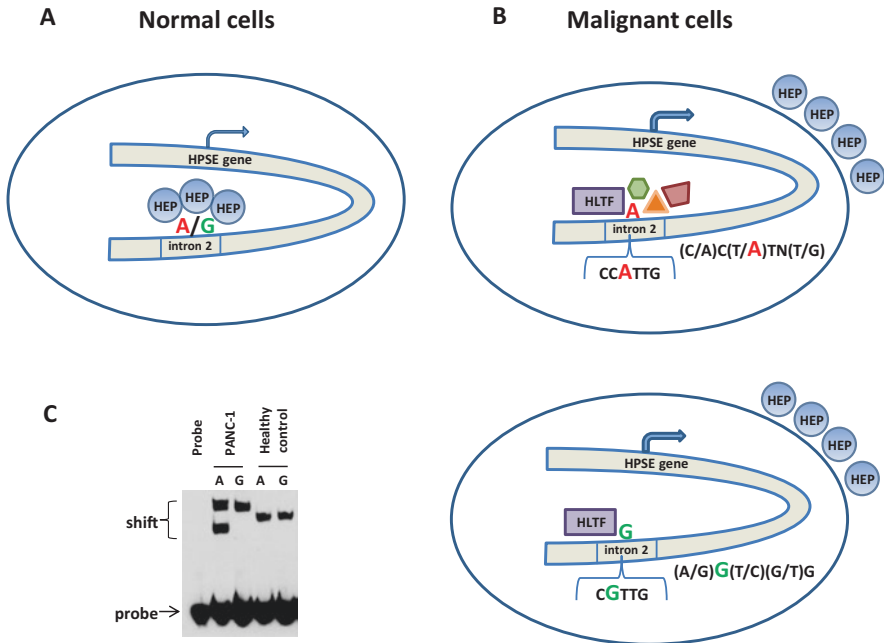 A
Normal cells
HPSE gene
HEP
HEP
HEP
A/G
intron 2
B
Malignant cells
HEP
HEP
HEP
HEP
HPSE gene
HLTF
A
intron 2
(C/A)C(T/A)TN(T/G)
CCATTG
C
Probe
PANC-1
Healthy
control
A G A G
shift
probe
HEP
HEP
HEP
HEP
HPSE gene
HLTF
G
intron 2
(A/G)G(T/C)(G/T)G
CGTTG